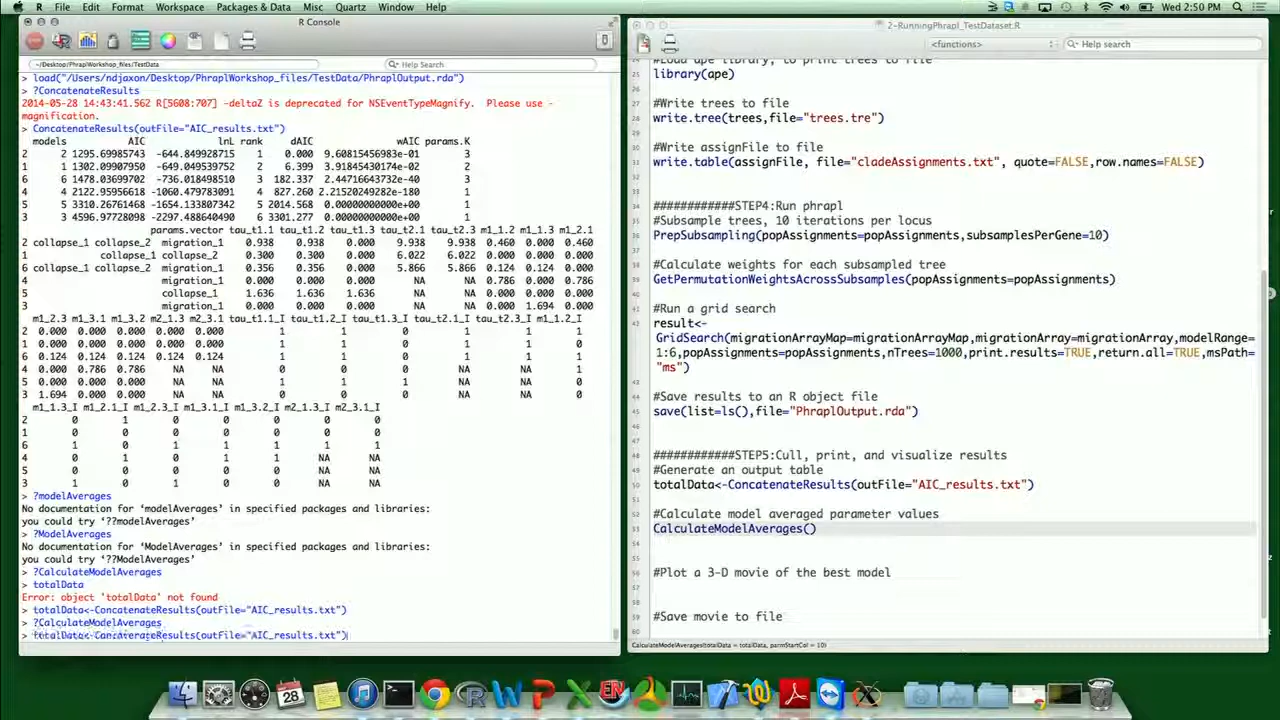 R File Edit Format Workspace Packages & Data Misc Quartz Window Help
Wed 2:50 PM
R Console
~/Desktop/PhraplWorkshop_files/TestData
Help search
load("/Users/ndjaxon/Desktop/PhraplWorkshop_files/TestData/PhraplOutput.rda")
> ?ConcatenateResults
2014-05-28 14:43:41.562 R[5608:707] -deltaZ is deprecated for NSEventTypeMagnify.  Please use -
magnification.
> ConcatenateResults(outFile="AIC_results.txt")
models AIC lnL rank dAIC wAIC params.K
2 2 1295.69985743 -644.849928715 1 0.000 9.60815456983e-01 3
1 1 1302.09907950 -649.049539752 2 6.399 3.91845430174e-02 2
6 6 1478.03699702 -736.018498510 3 182.337 2.44716632732e-40 3
4 4 2122.95956618 -1060.479783091 4 827.260 2.21520249282e-180 1
5 5 3310.26761468 -1654.133807342 5 2014.568 0.00000000000e+00 1
3 3 4596.97728098 -2297.488640490 6 3301.277 0.00000000000e+00 1
params.vector tau_t1.1 tau_t1.2 tau_t1.3 tau_t2.1 tau_t2.3 m1_1.2 m1_1.3 m1_2.1
2 collapse_1 collapse_2 migration_1 0.938 0.938 0.000 9.938 9.938 0.460 0.000 0.460
1 collapse_1 collapse_2 0.300 0.300 0.000 6.022 6.022 0.000 0.000 0.000
6 collapse_1 collapse_2 migration_1 0.356 0.356 0.000 5.866 5.866 0.124 0.124 0.000
4 migration_1 0.000 0.000 0.000 NA NA 0.786 0.000 0.786
5 collapse_1 1.636 1.636 1.636 NA NA 0.000 0.000 0.000
3 migration_1 0.000 0.000 0.000 NA NA 0.000 1.694 0.000
m1_2.3 m1_3.1 m1_3.2 m2_1.3 m2_3.1 tau_t1.1_I tau_t1.2_I tau_t1.3_I tau_t2.1_I tau_t2.3_I m1_1.2_I
2 0.000 0.000 0.000 0.000 0.000 1 1 0 1 1 1
1 0.000 0.000 0.000 0.000 0.000 1 1 0 1 1 0
6 0.124 0.124 0.124 0.124 0.124 1 1 0 1 1 1
4 0.000 0.786 0.786 NA NA 0 0 0 NA NA 1
5 0.000 0.000 0.000 NA NA 1 1 1 NA NA 0
3 1.694 0.000 0.000 NA NA 0 0 0 NA NA 0
m1_1.3_I m1_2.1_I m1_2.3_I m1_3.1_I m1_3.2_I m2_1.3_I m2_3.1_I
2 0 1 0 0 0 0 0
1 0 0 0 0 0 0 0
6 1 0 1 1 1 1 1
4 0 1 0 1 1 NA NA
5 0 0 0 0 0 NA NA
3 1 0 1 0 0 NA NA
> ?modelAverages
No documentation for ‘modelAverages’ in specified packages and libraries:
you could try ‘??modelAverages’
> ?ModelAverages
No documentation for ‘ModelAverages’ in specified packages and libraries:
you could try ‘??ModelAverages’
> ?CalculateModelAverages
> totalData
Error: object 'totalData' not found
> totalData<-ConcatenateResults(outFile="AIC_results.txt")
> ?CalculateModelAverages
> totalData<-ConcatenateResults(outFile="AIC_results.txt")
2-RunningPhrapl_TestDataset.R
<functions>
Help search
#Load ape library, to print trees to file
library(ape)
#Write trees to file
write.tree(trees,file="trees.tre")
#Write assignFile to file
write.table(assignFile, file="cladeAssignments.txt", quote=FALSE,row.names=FALSE)
############STEP4:Run phrapl
#Subsample trees, 10 iterations per locus
PrepSubsampling(popAssignments=popAssignments,subsamplesPerGene=10)
#Calculate weights for each subsampled tree
GetPermutationWeightsAcrossSubsamples(popAssignments=popAssignments)
#Run a grid search
result<-
GridSearch(migrationArrayMap=migrationArrayMap,migrationArray=migrationArray,modelRange=
1:6,popAssignments=popAssignments,nTrees=1000,print.results=TRUE,return.all=TRUE,msPath=
"ms")
#Save results to an R object file
save(list=ls(),file="PhraplOutput.rda")
############STEP5:Cull, print, and visualize results
#Generate an output table
totalData<-ConcatenateResults(outFile="AIC_results.txt")
#Calculate model averaged parameter values
CalculateModelAverages()
#Plot a 3-D movie of the best model
#Save movie to file
CalculateModelAverages(totalData = totalData, parmStartCol = 10)